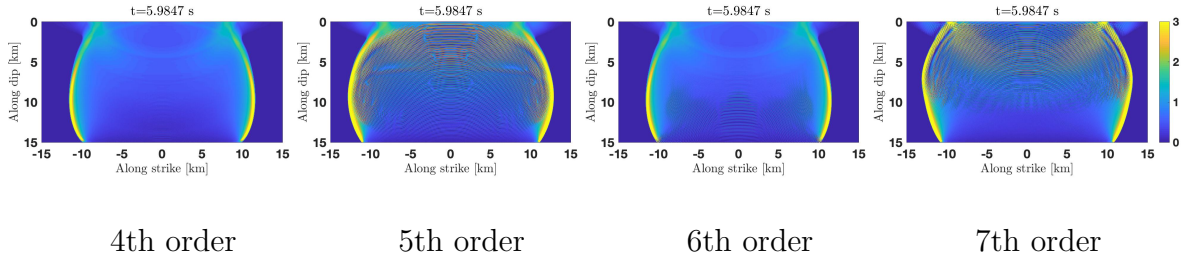 t=5.9847 s
0
5
10
15
Along dip [km]
-15 -10 -5 0 5 10 15
Along strike [km]
4th order
t=5.9847 s
0
5
10
15
Along dip [km]
-15 -10 -5 0 5 10 15
Along strike [km]
5th order
t=5.9847 s
0
5
10
15
Along dip [km]
-15 -10 -5 0 5 10 15
Along strike [km]
6th order
t=5.9847 s
0
5
10
15
Along dip [km]
-15 -10 -5 0 5 10 15
Along strike [km]
7th order
3
2
1
0